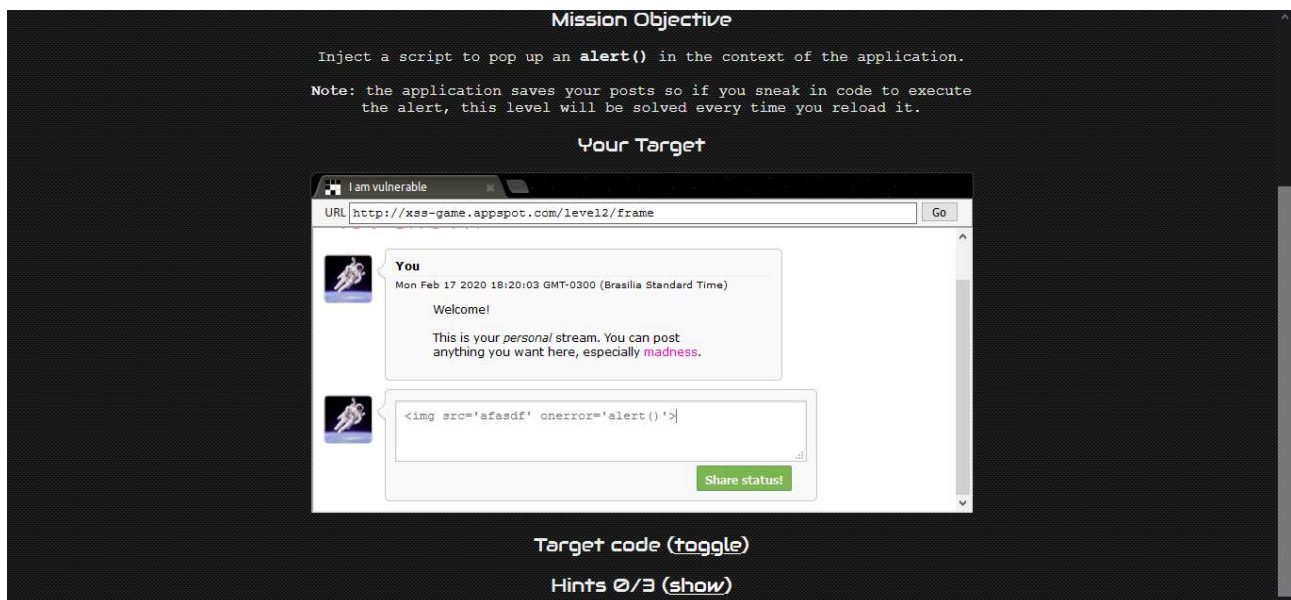 Mission Objective
Inject a script to pop up an alert() in the context of the application.
Note: the application saves your posts so if you sneak in code to execute
the alert, this level will be solved every time you reload it.
Your Target
I am vulnerable
URL http://xss-game.appspot.com/level2/frame Go
You
Mon Feb 17 2020 18:20:03 GMT-0300 (Brasilia Standard Time)
Welcome!
This is your personal stream. You can post
anything you want here, especially madness.
<img src='afasdf' onerror='alert()'>
Share status!
Target code (toggle)
Hints 0/3 (show)